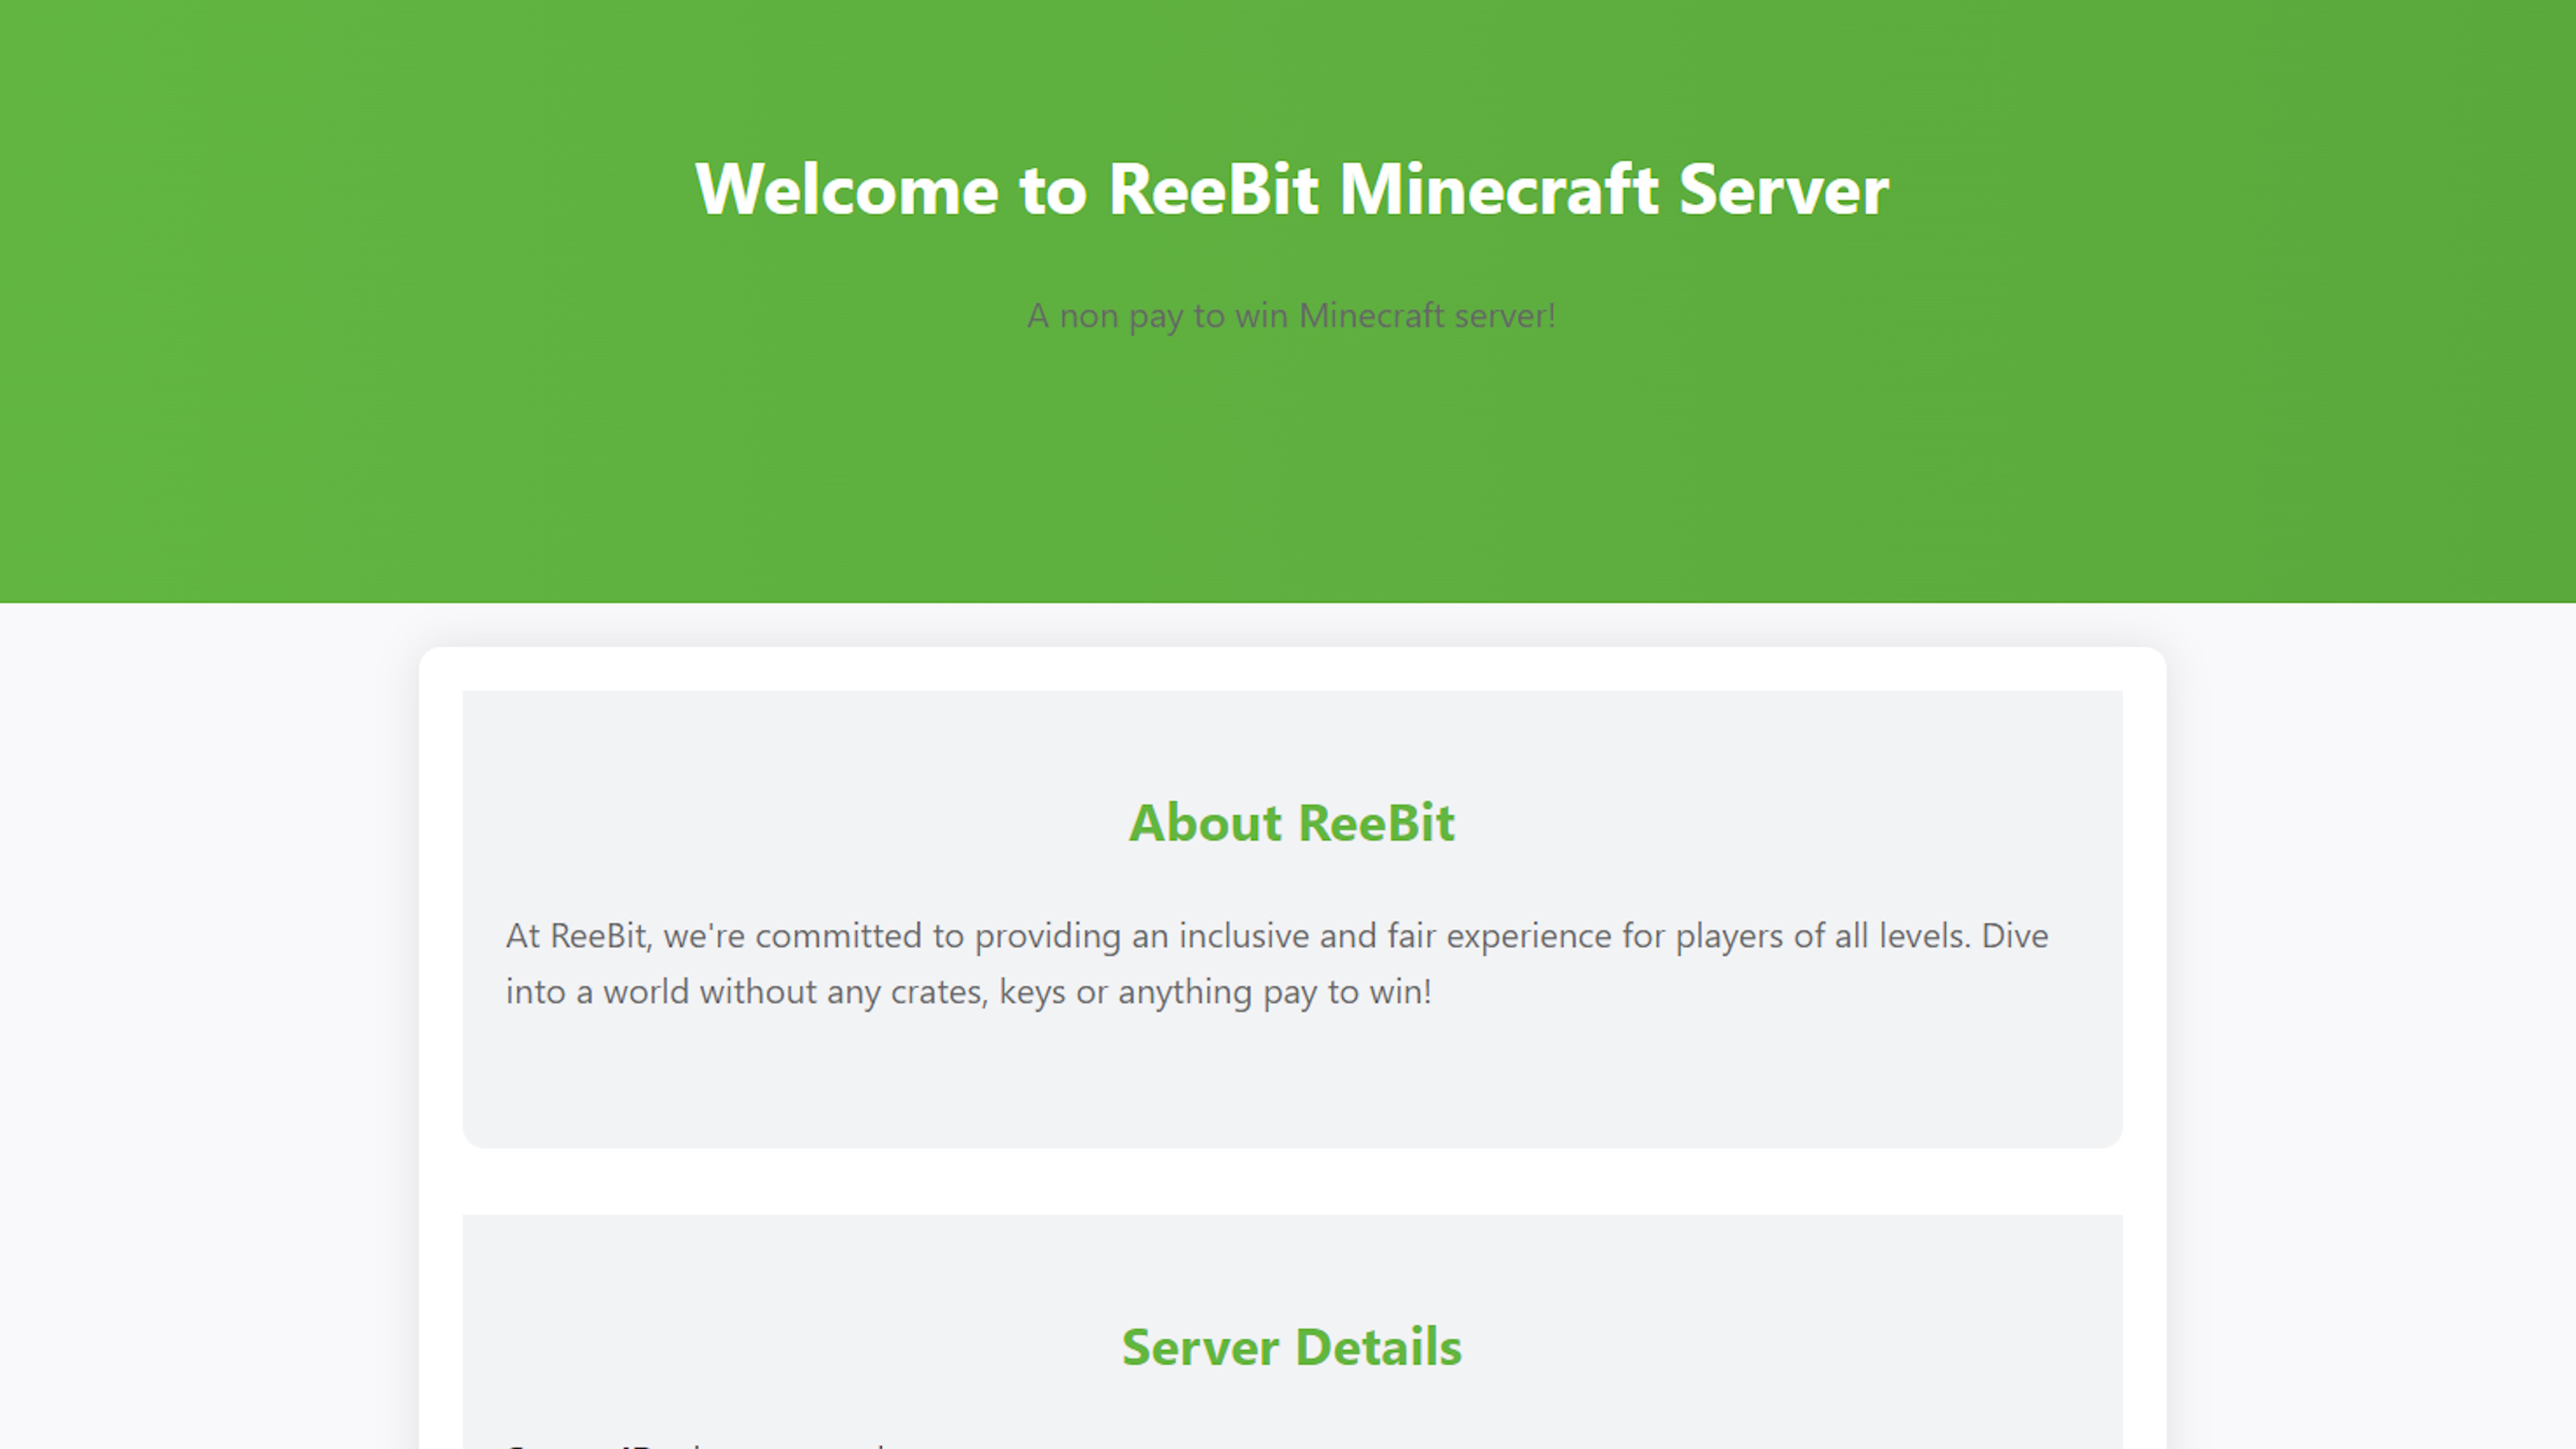 Welcome to ReeBit Minecraft Server
A non pay to win Minecraft server!
About ReeBit
At ReeBit, we're committed to providing an inclusive and fair experience for players of all levels. Dive
into a world without any crates, keys or anything pay to win!
Server Details